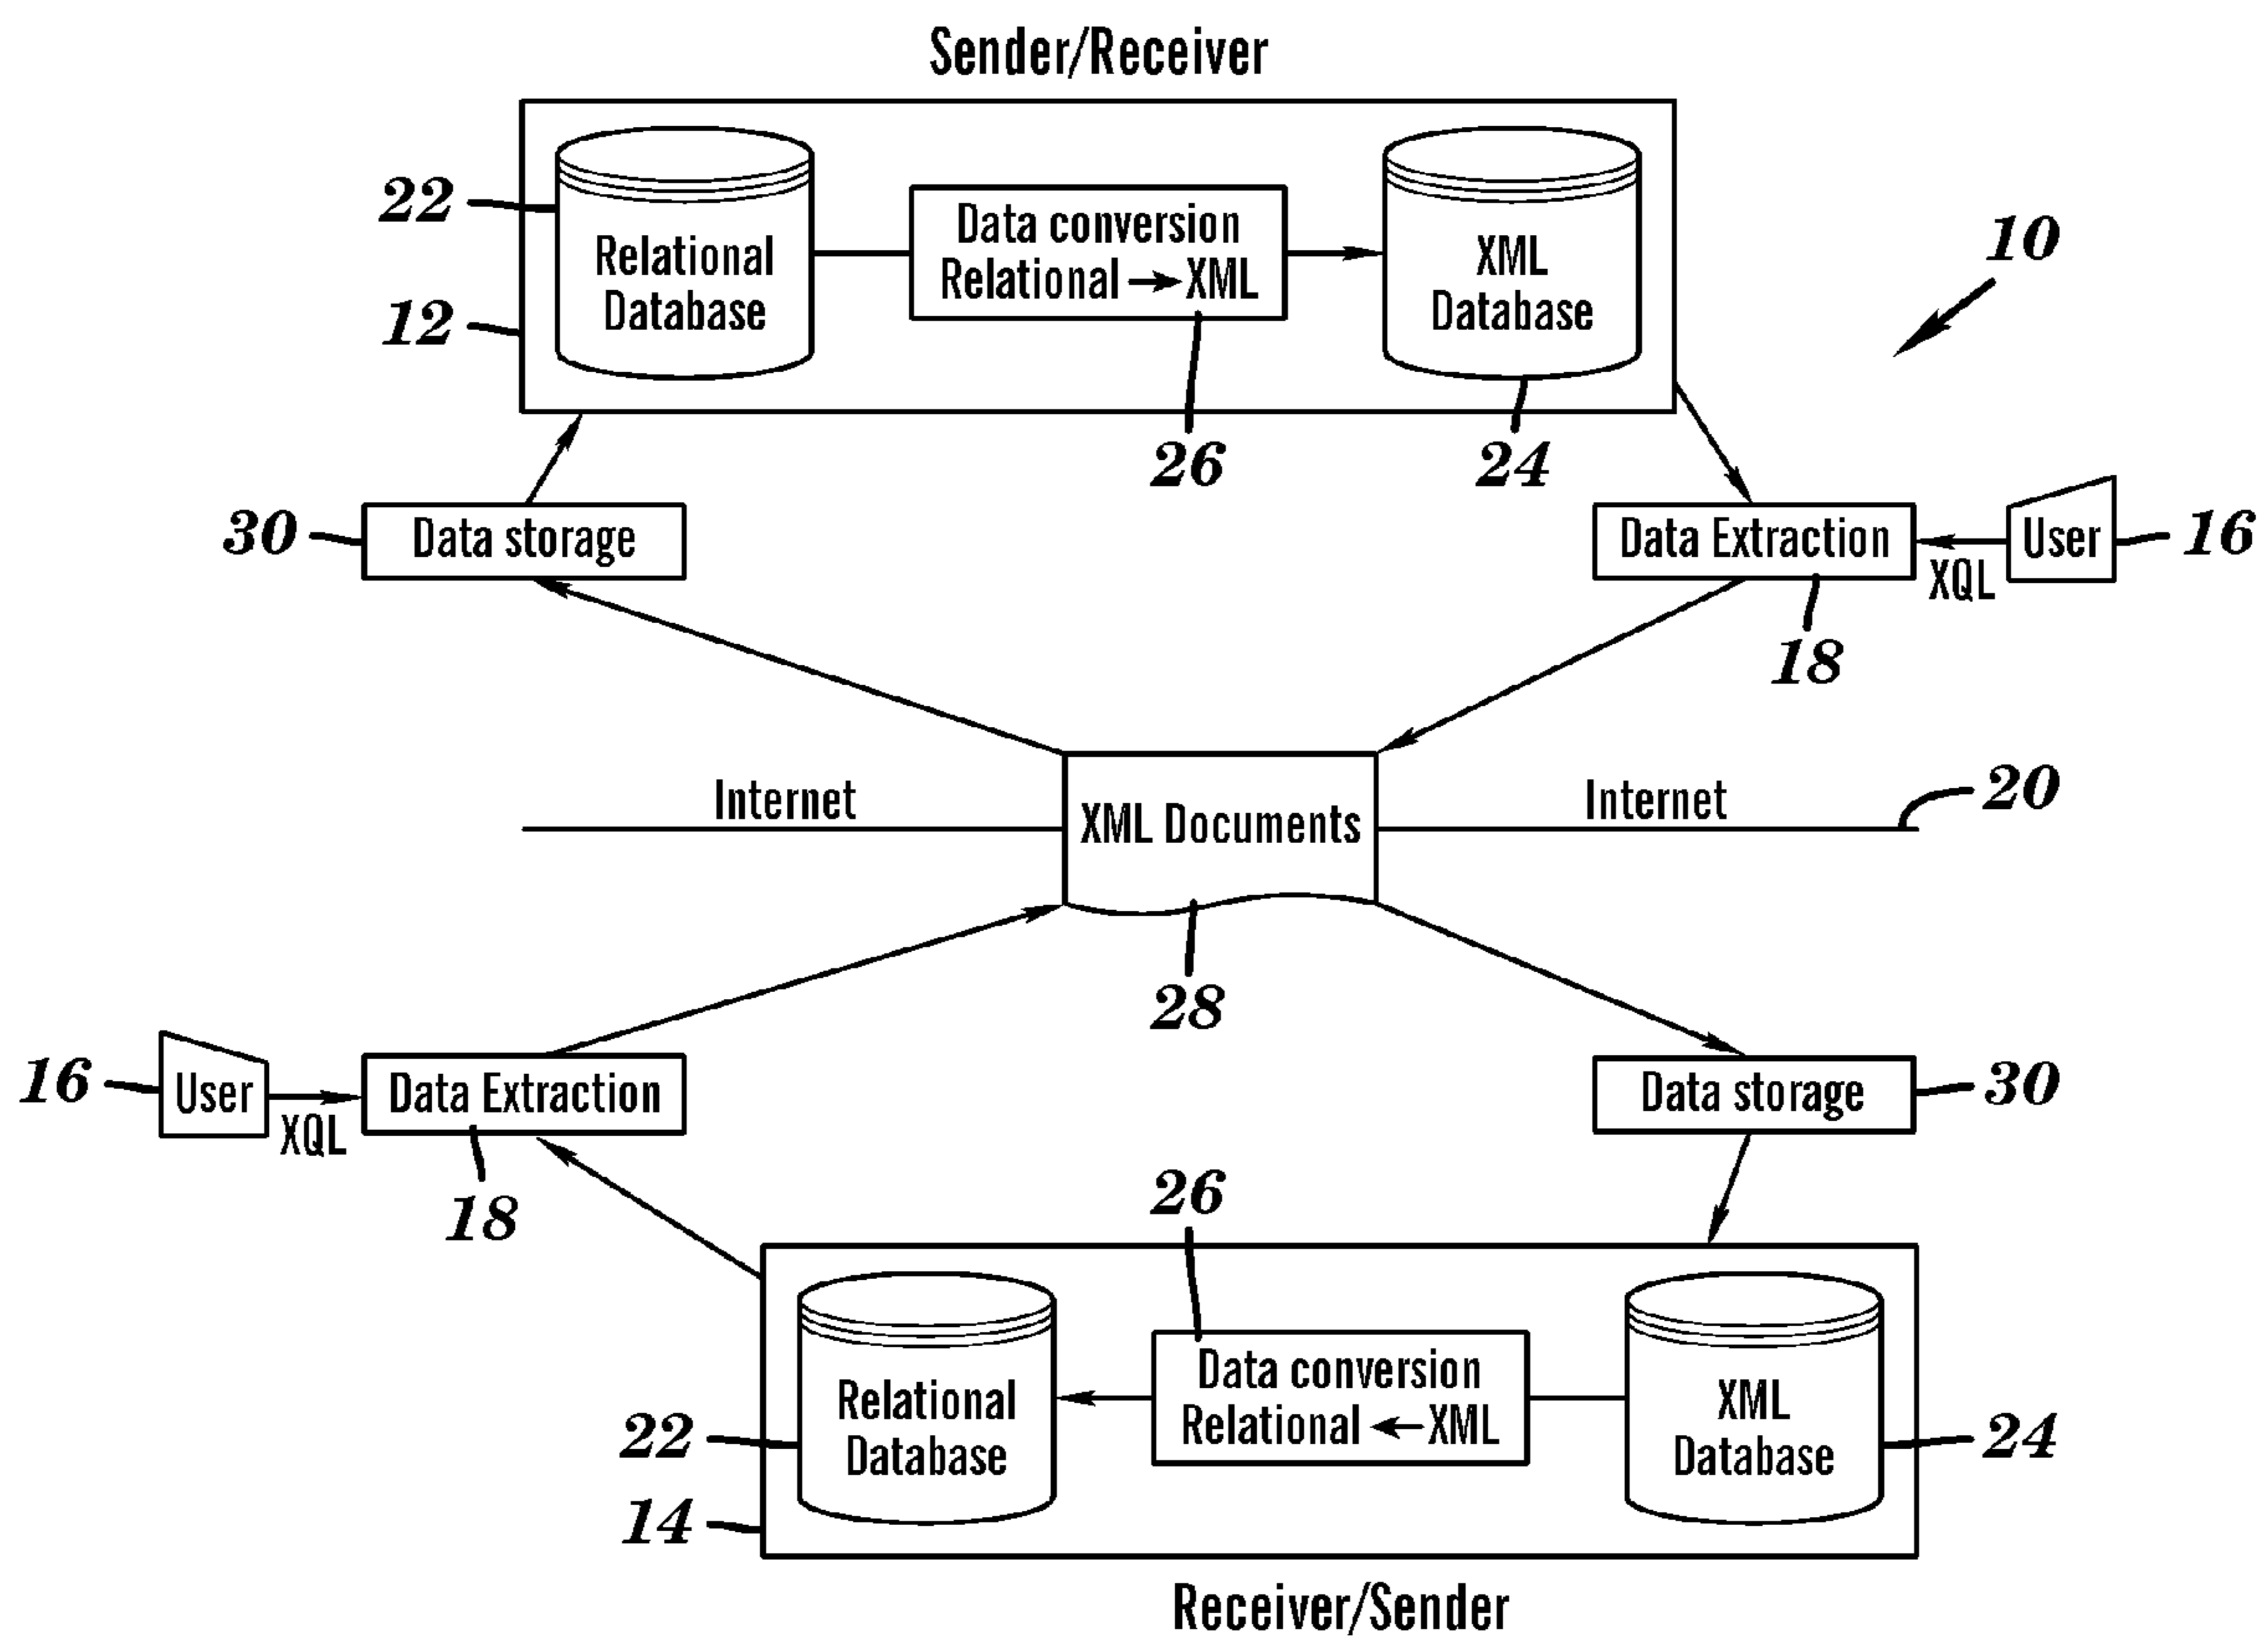 Sender/Receiver
22
Relational
Database
Data conversion
Relational → XML
XML
Database
10
12
26
24
30
Data storage
Data Extraction
User
16
XQL
18
Internet
XML Documents
Internet
20
28
16
User
XQL
Data Extraction
18
Data storage
30
26
Relational
Database
Data conversion
Relational ← XML
XML
Database
22
24
14
Receiver/Sender